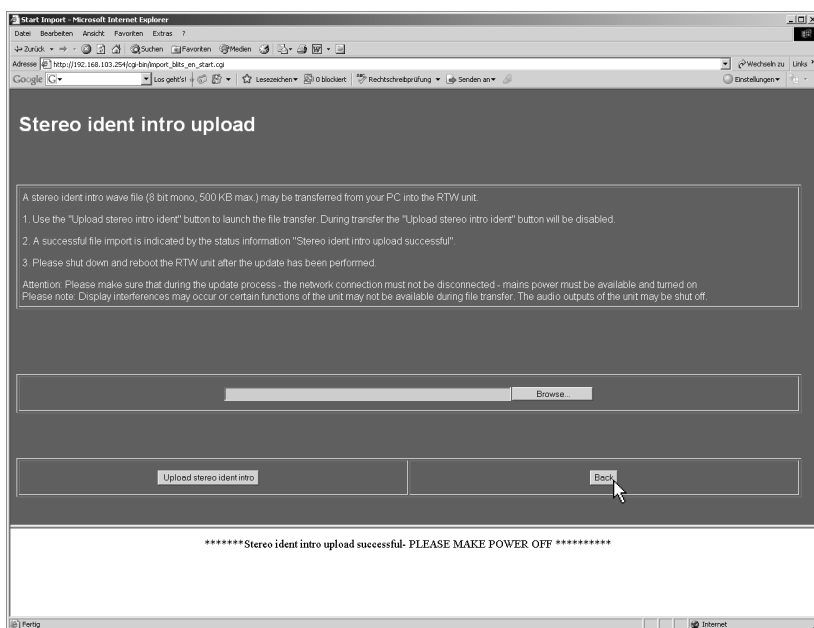 Start Import - Microsoft Internet Explorer
Datei Bearbeiten Ansicht Favoriten Extras ?
Zurück Suchen Favoriten Medien
Adresse http://192.168.103.254/cgi-bin/import_blits_en_start.cgi Wechseln zu Links »
Google G Los geht's! Lesezeichen 0 blockiert Rechtschreibprüfung Senden an Einstellungen
Stereo ident intro upload
A stereo ident intro wave file (8 bit mono, 500 KB max.) may be transferred from your PC into the RTW unit.
1. Use the "Upload stereo intro ident" button to launch the file transfer. During transfer the "Upload stereo intro ident" button will be disabled.
2. A successful file import is indicated by the status information "Stereo ident intro upload successful".
3. Please shut down and reboot the RTW unit after the update has been performed.
Attention: Please make sure that during the update process - the network connection must not be disconnected - mains power must be available and turned on
Please note: Display interferences may occur or certain functions of the unit may not be available during file transfer. The audio outputs of the unit may be shut off.
Browse...
Upload stereo ident intro Back
*******Stereo ident intro upload successful- PLEASE MAKE POWER OFF **********
Fertig Internet